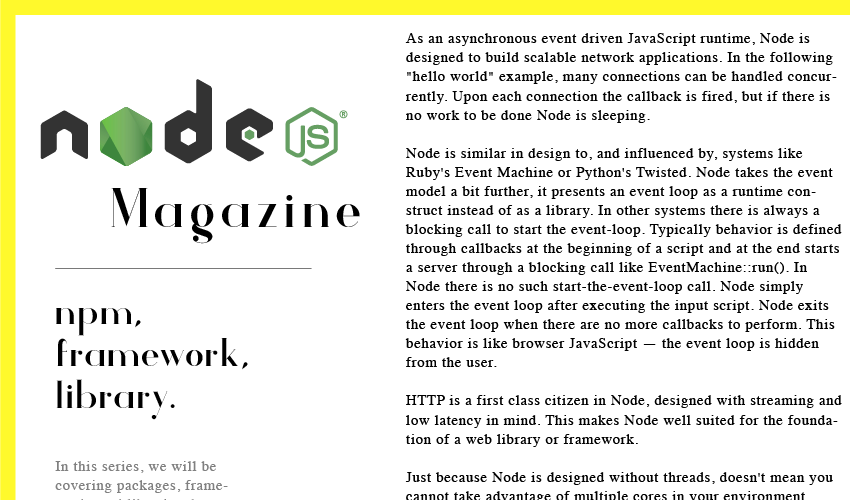 node JS ®
Magazine
npm,
framework,
library.
In this series, we will be
covering packages, frame-
As an asynchronous event driven JavaScript runtime, Node is
designed to build scalable network applications. In the following
"hello world" example, many connections can be handled concur-
rently. Upon each connection the callback is fired, but if there is
no work to be done Node is sleeping.
Node is similar in design to, and influenced by, systems like
Ruby's Event Machine or Python's Twisted. Node takes the event
model a bit further, it presents an event loop as a runtime con-
struct instead of as a library. In other systems there is always a
blocking call to start the event-loop. Typically behavior is defined
through callbacks at the beginning of a script and at the end starts
a server through a blocking call like EventMachine::run(). In
Node there is no such start-the-event-loop call. Node simply
enters the event loop after executing the input script. Node exits
the event loop when there are no more callbacks to perform. This
behavior is like browser JavaScript — the event loop is hidden
from the user.
HTTP is a first class citizen in Node, designed with streaming and
low latency in mind. This makes Node well suited for the founda-
tion of a web library or framework.
Just because Node is designed without threads, doesn't mean you
cannot take advantage of multiple cores in your environment